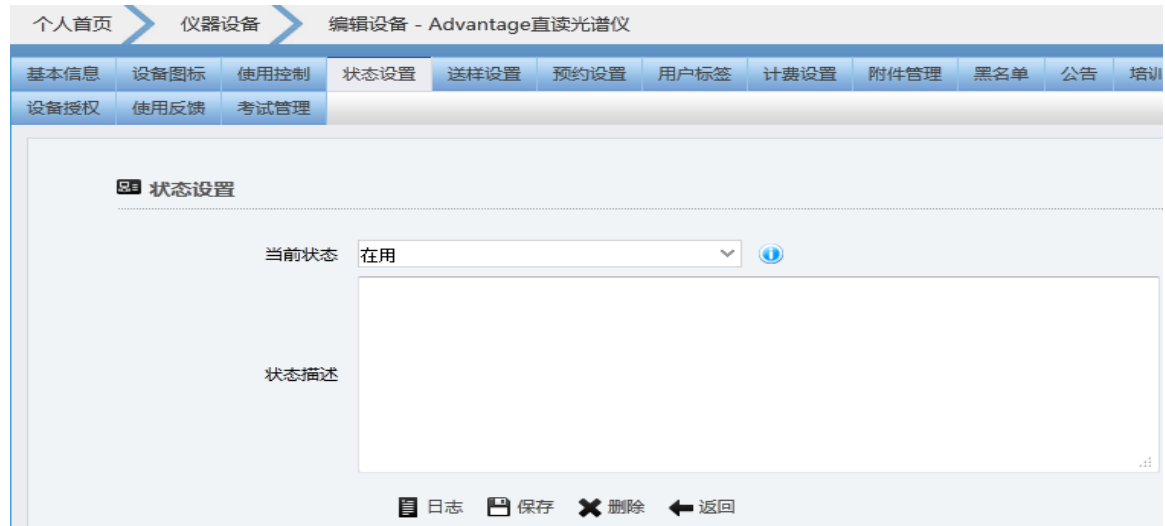 个人首页 仪器设备 编辑设备 - Advantage直读光谱仪
基本信息 设备图标 使用控制 状态设置 送样设置 预约设置 用户标签 计费设置 附件管理 黑名单 公告 培训
设备授权 使用反馈 考试管理
状态设置
当前状态 在用
状态描述
日志 保存 删除 返回